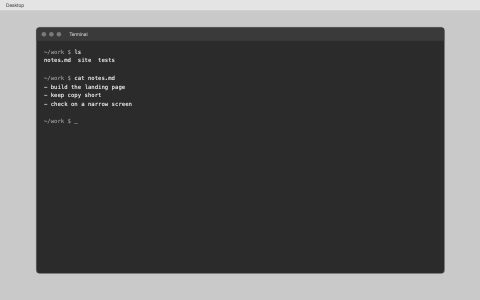 Desktop
Terminal
~/work $ ls
notes.md  site  tests
~/work $ cat notes.md
- build the landing page
- keep copy short
- check on a narrow screen
~/work $ _